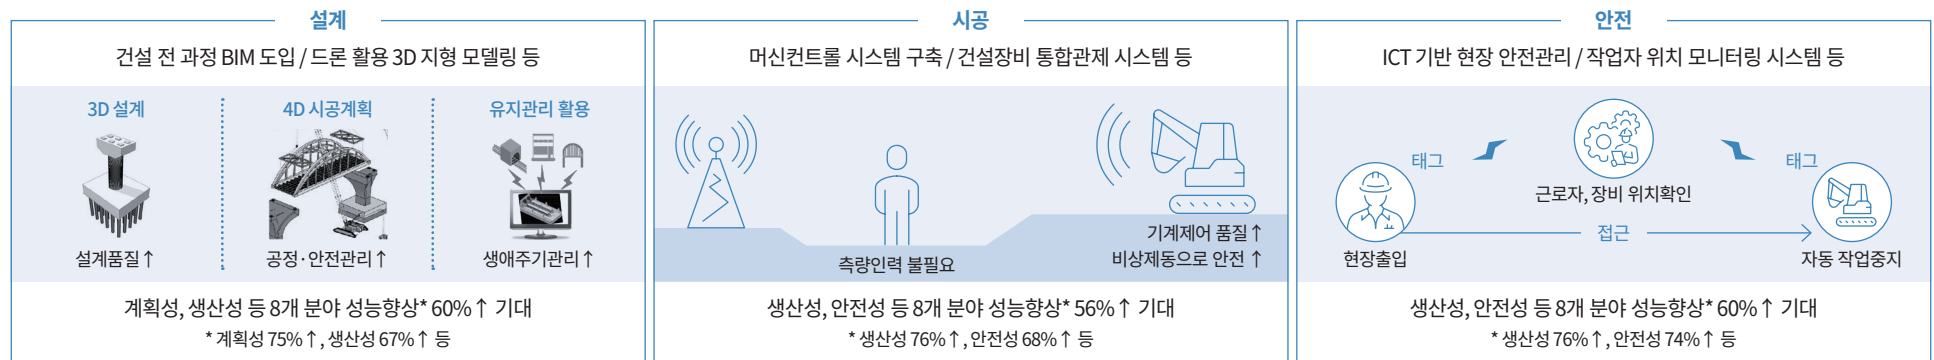 설계
건설 전 과정 BIM 도입 / 드론 활용 3D 지형 모델링 등
3D 설계
4D 시공계획
유지관리 활용
설계품질↑
공정·안전관리↑
생애주기관리↑
계획성, 생산성 등 8개 분야 성능향상* 60%↑ 기대
* 계획성 75%↑, 생산성 67%↑ 등
시공
머신컨트롤 시스템 구축 / 건설장비 통합관제 시스템 등
측량인력 불필요
기계제어 품질↑
비상제동으로 안전↑
생산성, 안전성 등 8개 분야 성능향상* 56%↑ 기대
* 생산성 76%↑, 안전성 68%↑ 등
안전
ICT 기반 현장 안전관리 / 작업자 위치 모니터링 시스템 등
태그
태그
근로자, 장비 위치확인
접근
현장출입
자동 작업중지
생산성, 안전성 등 8개 분야 성능향상* 60%↑ 기대
* 생산성 76%↑, 안전성 74%↑ 등